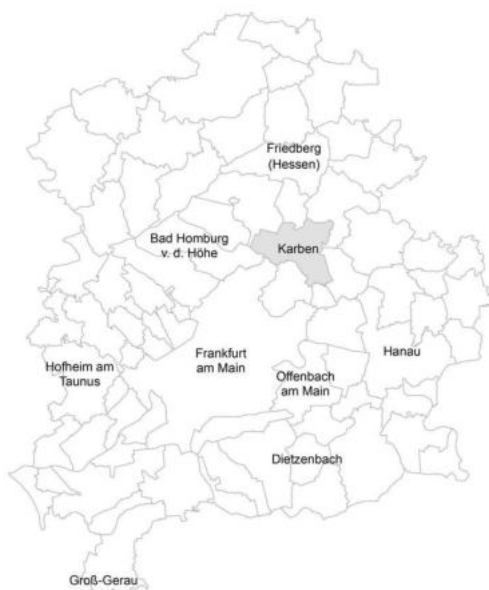 Friedberg
(Hessen)
Bad Homburg
v. d. Höhe
Karben
Hofheim am
Taunus
Frankfurt
am Main
Hanau
Offenbach
am Main
Dietzenbach
Groß-Gerau